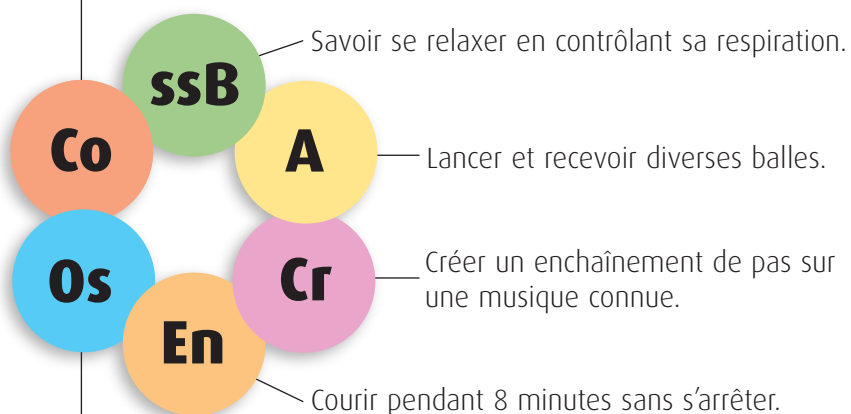 ssB
Savoir se relaxer en contrôlant sa respiration.
Co
A
Lancer et recevoir diverses balles.
Os
Cr
Créer un enchaînement de pas sur
une musique connue.
En
Courir pendant 8 minutes sans s’arrêter.